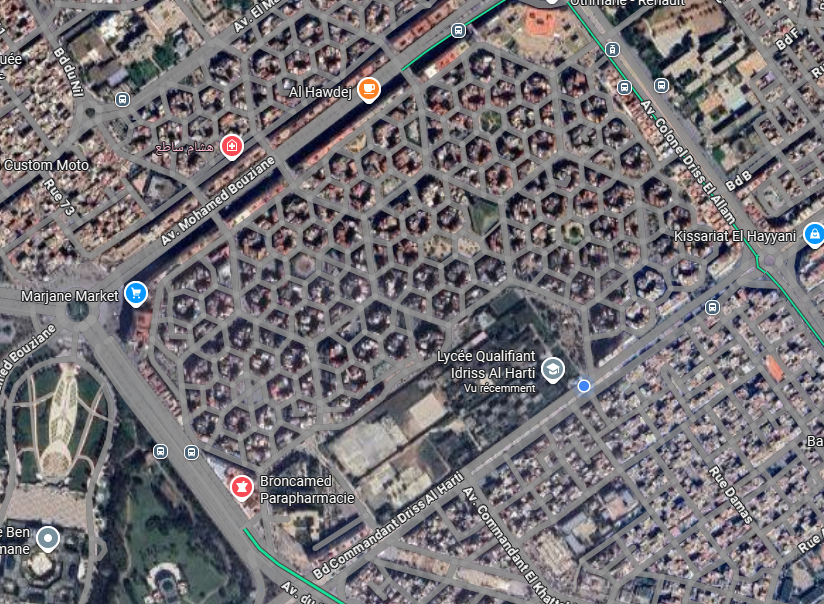 Othmane - Renault
Av. El M
Bd du Nil
Bd F
Al Hawdej
هشام ساطع
Custom Moto
Rue 73
Av. Mohamed Bouziane
Av. Colonel Driss El Allam
Bd B
Kissariat El Hayyani
Marjane Market
med Bouziane
Lycée Qualifiant
Idriss Al Harti
Vu récemment
Ba
Broncamed
Parapharmacie
Bd Commandant Driss Al Harti
Av. Commandant El Khatta
Rue Damas
Rue
e Ben
mane
Av. du